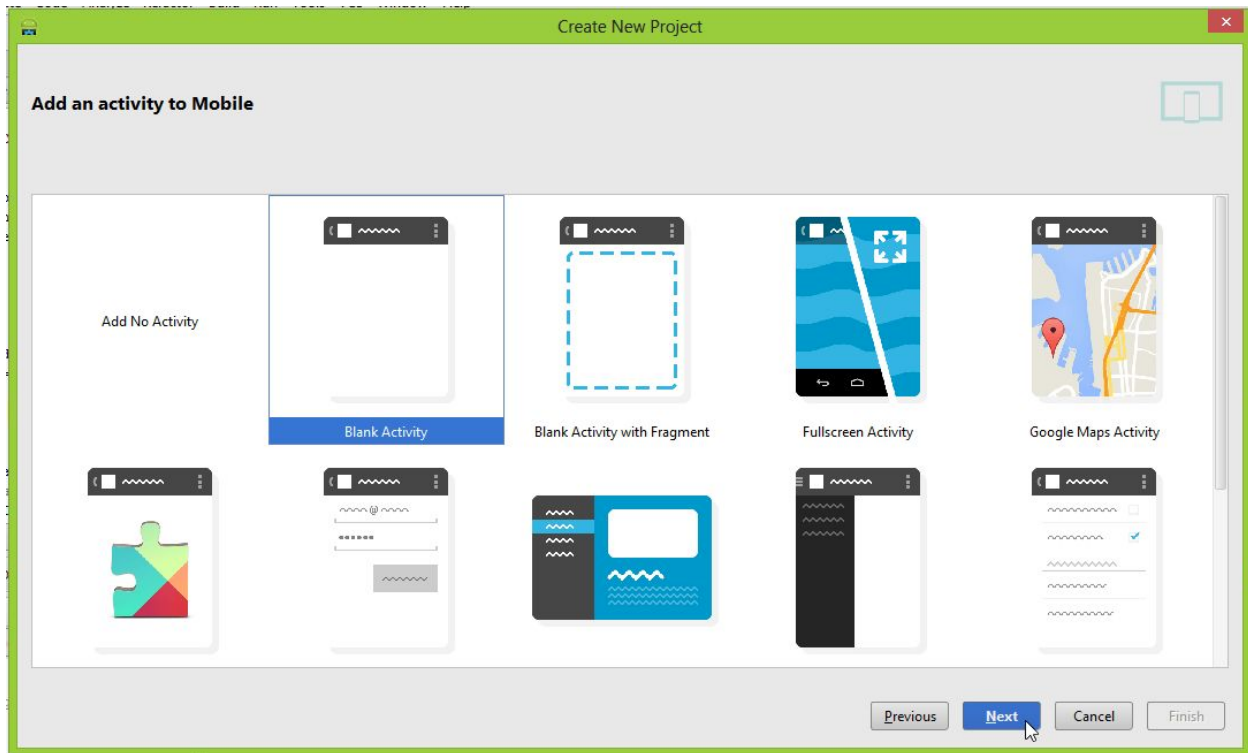 Create New Project
Add an activity to Mobile
Add No Activity
Blank Activity
Blank Activity with Fragment
Fullscreen Activity
Google Maps Activity
Previous
Next
Cancel
Finish